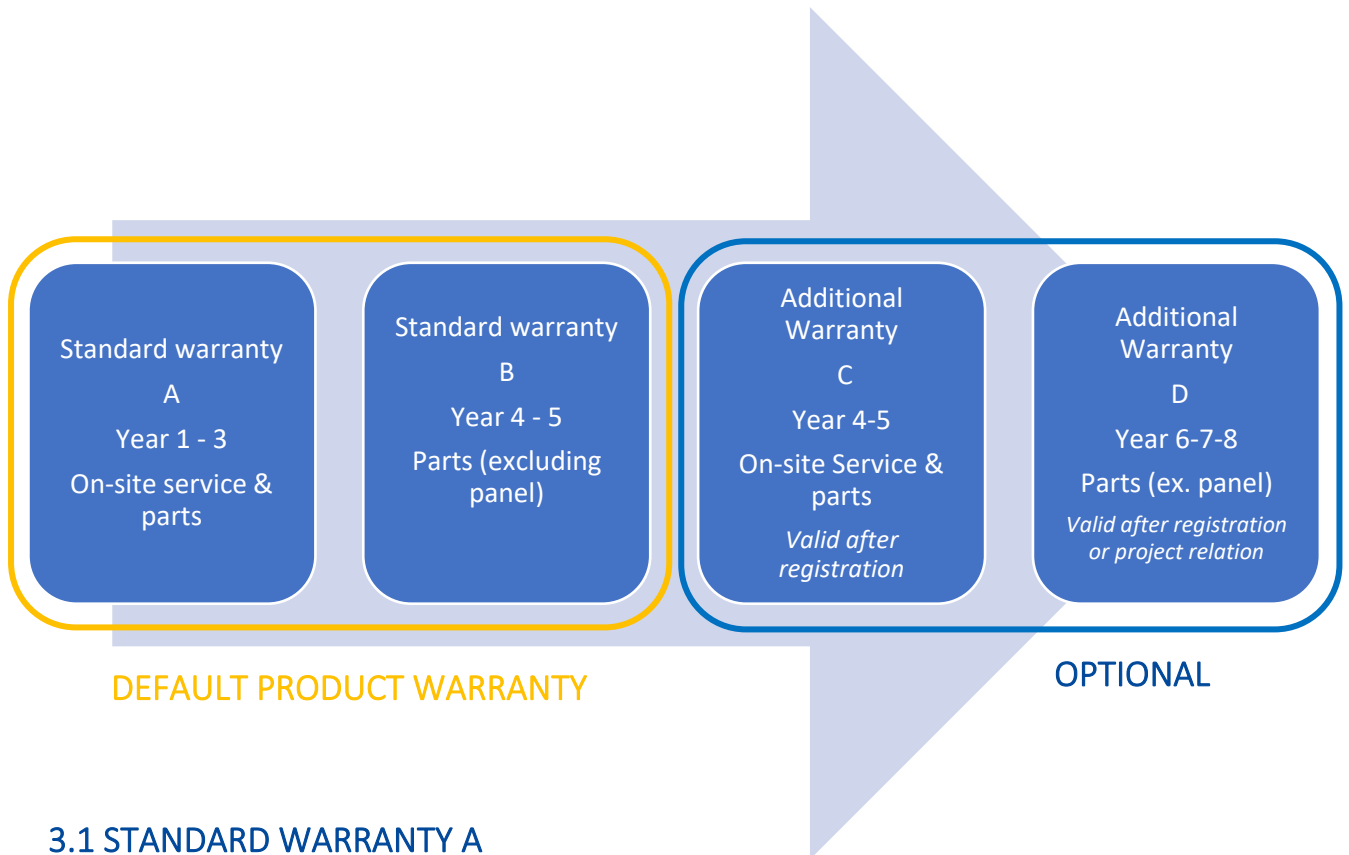 Standard warranty
A
Year 1 - 3
On-site service &
parts
Standard warranty
B
Year 4 - 5
Parts (excluding
panel)
Additional
Warranty
C
Year 4-5
On-site Service &
parts
Valid after
registration
Additional
Warranty
D
Year 6-7-8
Parts (ex. panel)
Valid after registration
or project relation
DEFAULT PRODUCT WARRANTY
OPTIONAL
3.1 STANDARD WARRANTY A